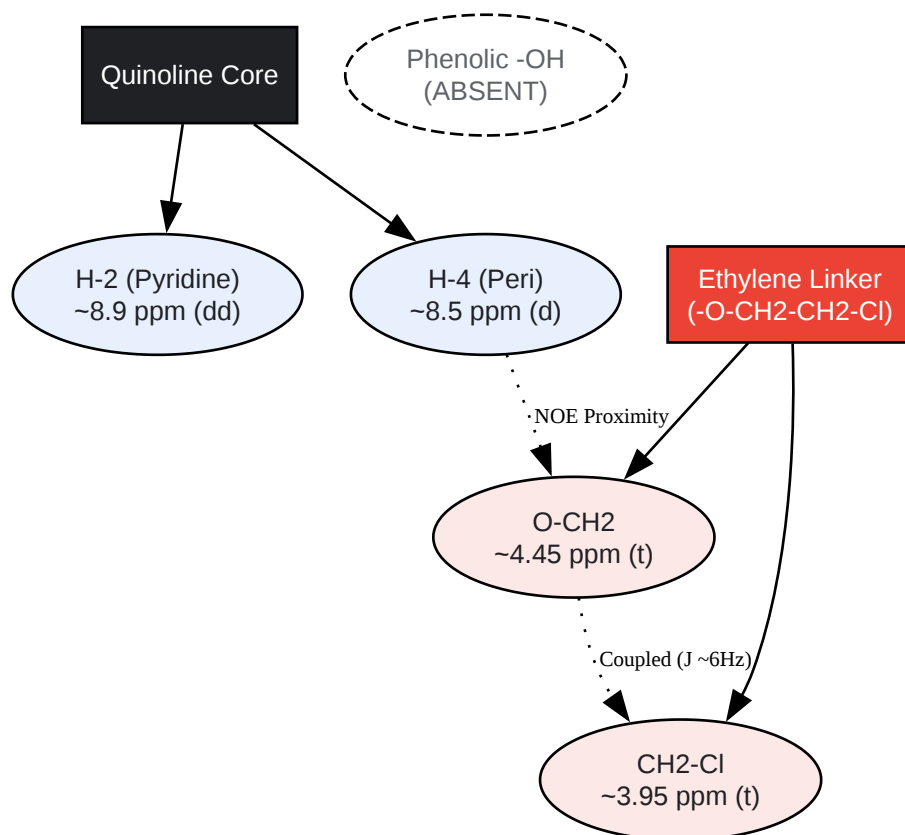 Quinoline Core
Phenolic -OH
(ABSENT)
H-2 (Pyridine)
~8.9 ppm (dd)
H-4 (Peri)
~8.5 ppm (d)
Ethylene Linker
(-O-CH2-CH2-Cl)
NOE Proximity
O-CH2
~4.45 ppm (t)
Coupled (J ~6Hz)
CH2-Cl
~3.95 ppm (t)